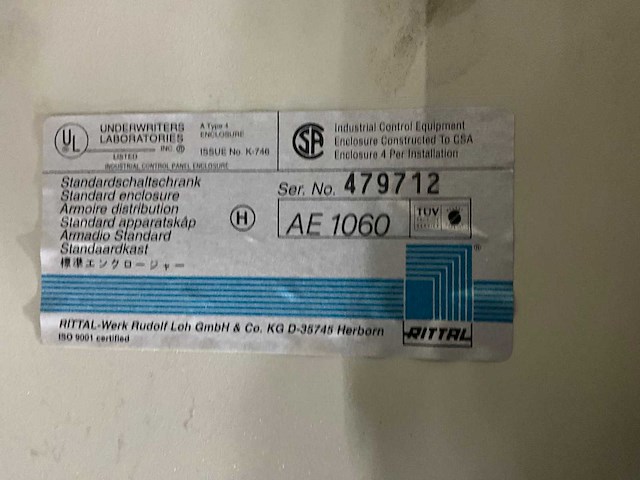 UL
UNDERWRITERS
LABORATORIES
INC. ®
LISTED
INDUSTRIAL CONTROL PANEL ENCLOSURE
A Type 4
ENCLOSURE
ISSUE No. K-746
SA
Industrial Control Equipment
Enclosure Constructed To CSA
Enclosure 4 Per Installation
Standardschaltschrank
Standard enclosure
Armoire distribution
Standard apparatskåp
Armadio Standard
Standaardkast
標準エンクロージャー
H
Ser. No. 479712
AE 1060
TÜV
®
RITTAL
RITTAL-Werk Rudolf Loh GmbH & Co. KG D-35745 Herborn
ISO 9001 certified